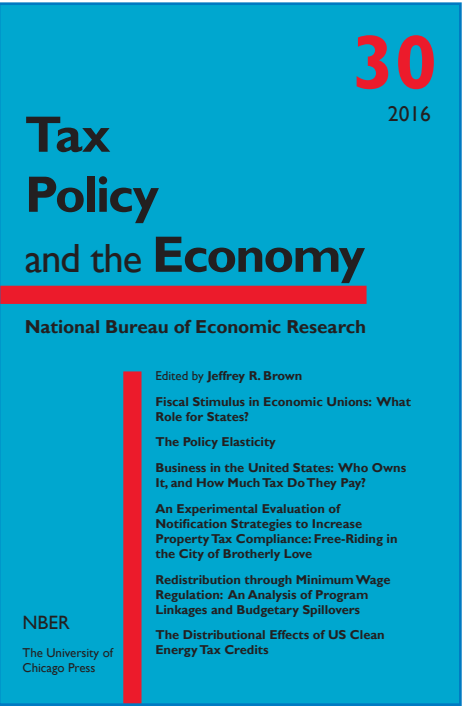 30
2016
Tax
Policy
and the Economy
National Bureau of Economic Research
Edited by Jeffrey R. Brown
Fiscal Stimulus in Economic Unions: What
Role for States?
The Policy Elasticity
Business in the United States: Who Owns
It, and How Much Tax Do They Pay?
An Experimental Evaluation of
Notification Strategies to Increase
Property Tax Compliance: Free-Riding in
the City of Brotherly Love
Redistribution through Minimum Wage
Regulation: An Analysis of Program
Linkages and Budgetary Spillovers
The Distributional Effects of US Clean
Energy Tax Credits
NBER
The University of
Chicago Press